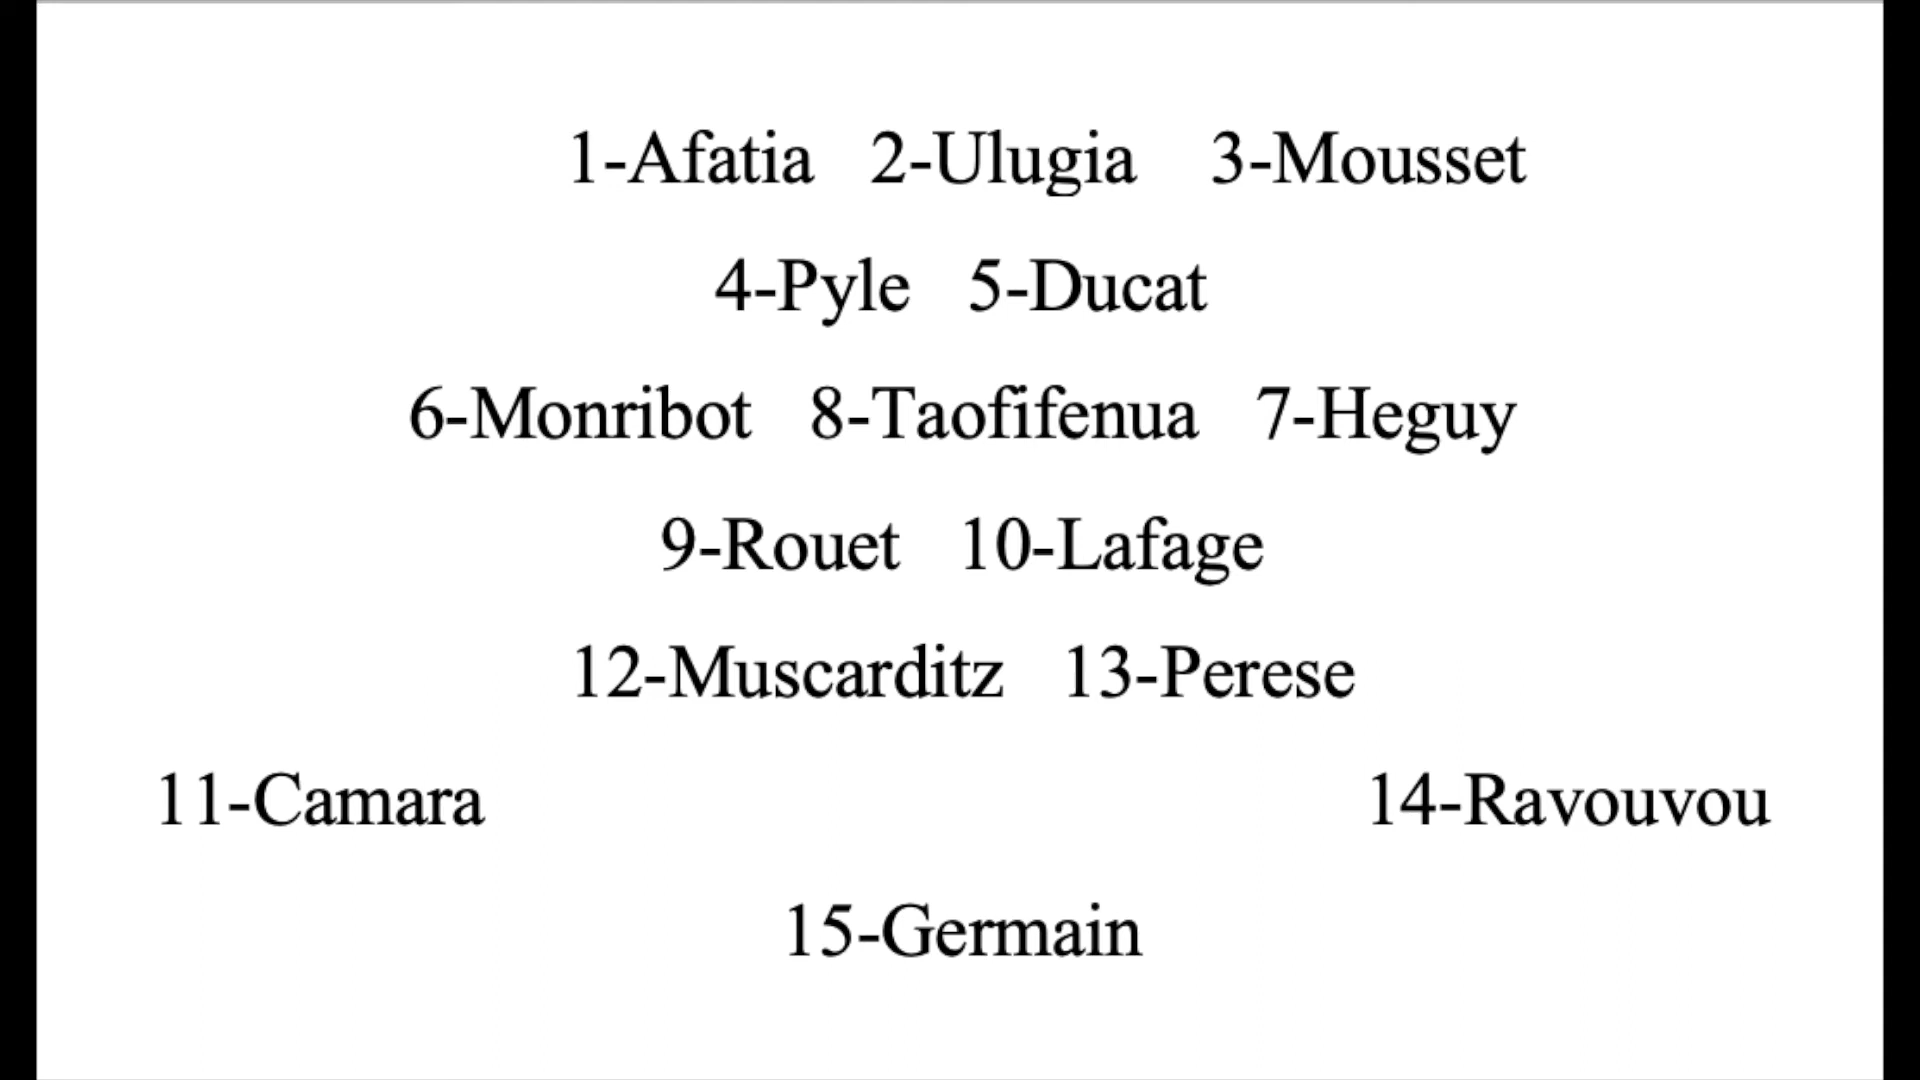 1-Afatia 2-Ulugia 3-Mousset
4-Pyle 5-Ducat
6-Monribot 8-Taofifenua 7-Heguy
9-Rouet 10-Lafage
12-Muscarditz 13-Perese
11-Camara 14-Ravouvou
15-Germain